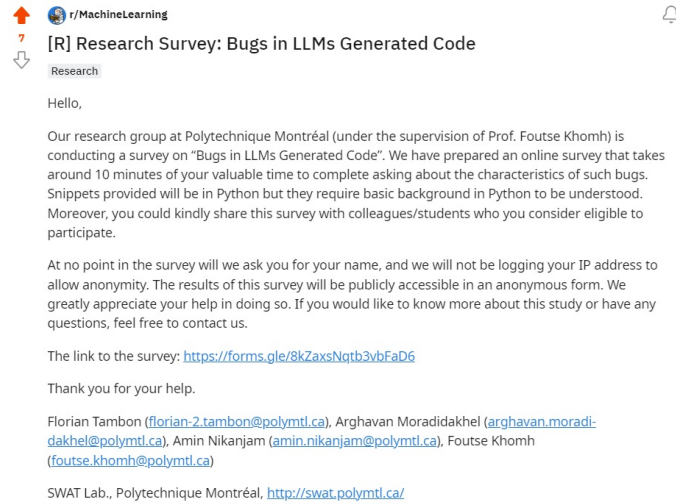 r/MachineLearning
7
[R] Research Survey: Bugs in LLMs Generated Code
Research
Hello,
Our research group at Polytechnique Montréal (under the supervision of Prof. Foutse Khomh) is
conducting a survey on “Bugs in LLMs Generated Code”. We have prepared an online survey that takes
around 10 minutes of your valuable time to complete asking about the characteristics of such bugs.
Snippets provided will be in Python but they require basic background in Python to be understood.
Moreover, you could kindly share this survey with colleagues/students who you consider eligible to
participate.
At no point in the survey will we ask you for your name, and we will not be logging your IP address to
allow anonymity. The results of this survey will be publicly accessible in an anonymous form. We
greatly appreciate your help in doing so. If you would like to know more about this study or have any
questions, feel free to contact us.
The link to the survey: https://forms.gle/8kZaxsNqtb3vbFaD6
Thank you for your help.
Florian Tambon (florian-2.tambon@polymtl.ca), Arghavan Moradidakhel (arghavan.moradi-
dakhel@polymtl.ca), Amin Nikanjam (amin.nikanjam@polymtl.ca), Foutse Khomh
(foutse.khomh@polymtl.ca)
SWAT Lab., Polytechnique Montréal, http://swat.polymtl.ca/